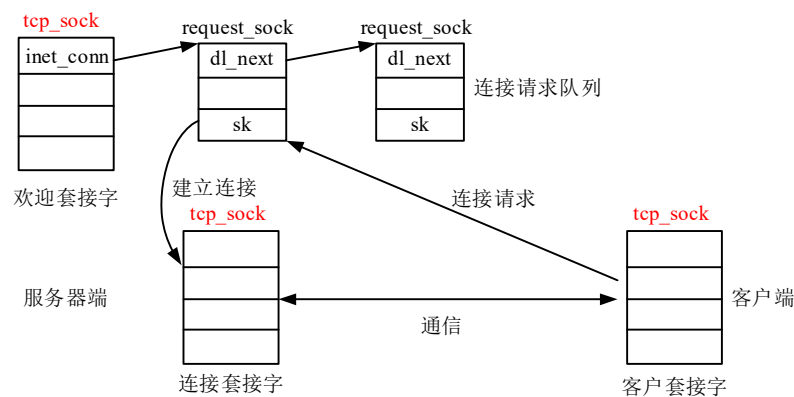 tcp_sock
request_sock
request_sock
inet_conn
dl_next
dl_next
连接请求队列
sk
sk
欢迎套接字
建立连接
连接请求
tcp_sock
tcp_sock
服务器端
客户端
通信
连接套接字
客户套接字